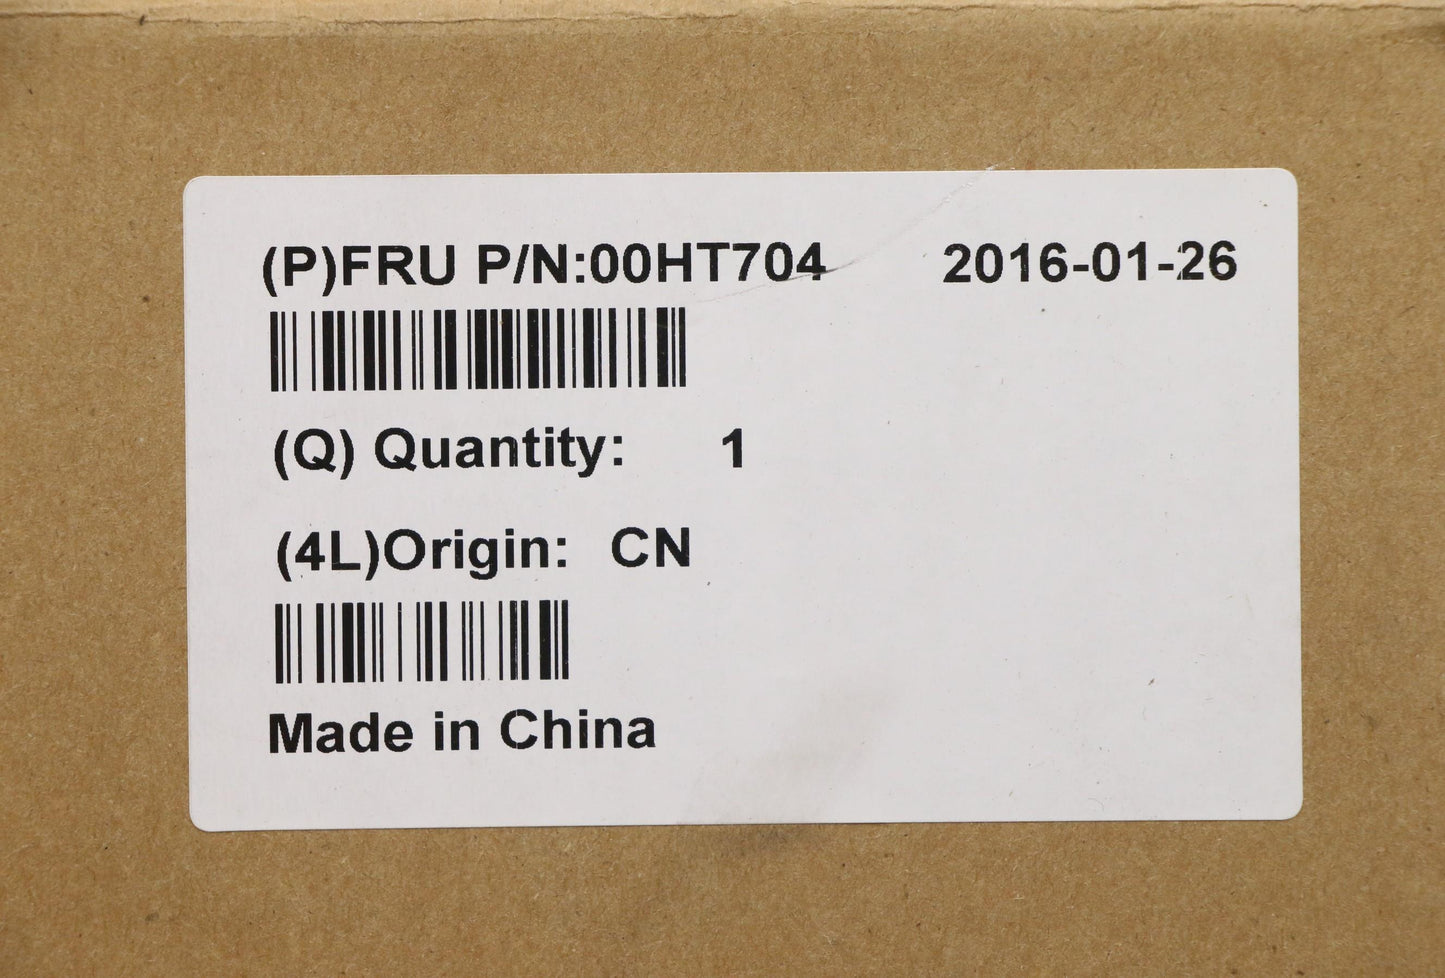 (P)FRU P/N:00HT704 2016-01-26
(Q) Quantity: 1
(4L)Origin: CN
Made in China